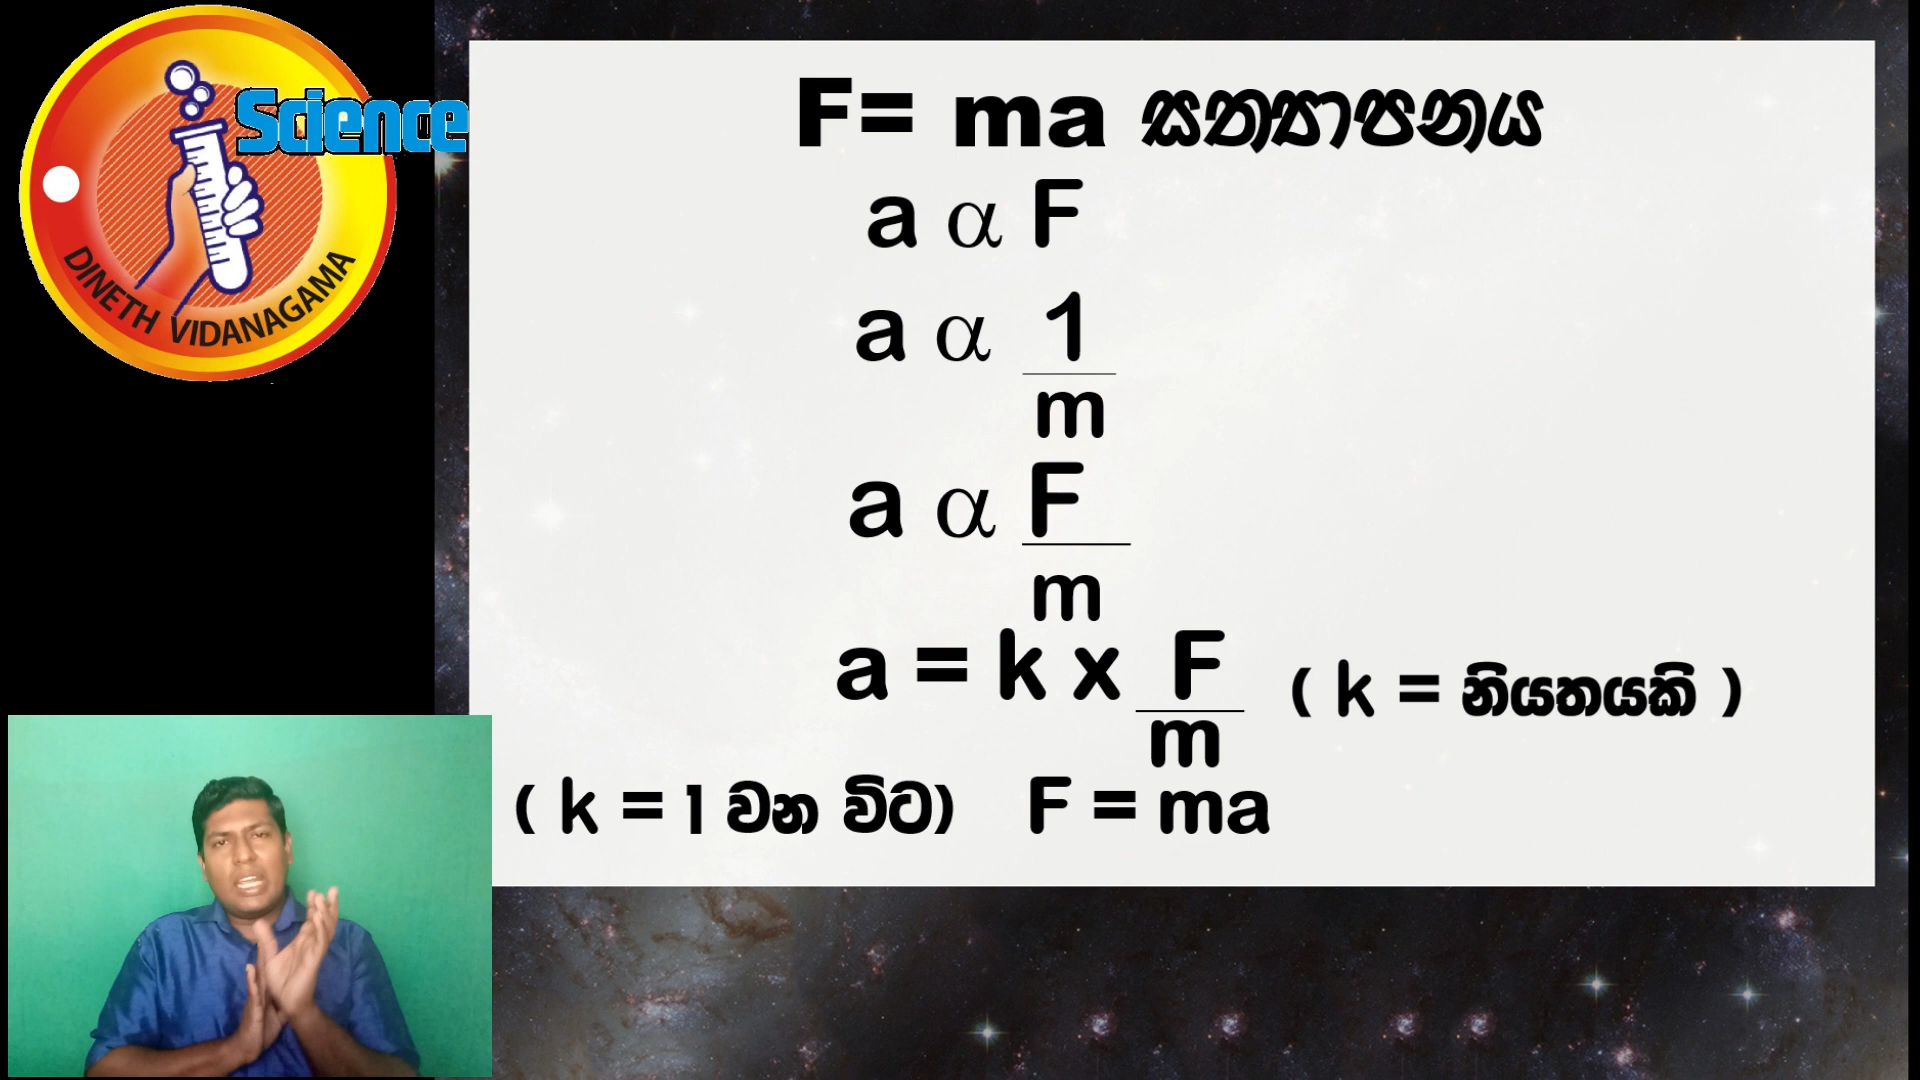 Science
DINETH VIDANAGAMA
F= ma සත්‍යාපනය
a α F
a α 1
m
a α F
m
a = k x F ( k = නියතයකි )
m
( k = 1 වන විට) F = ma